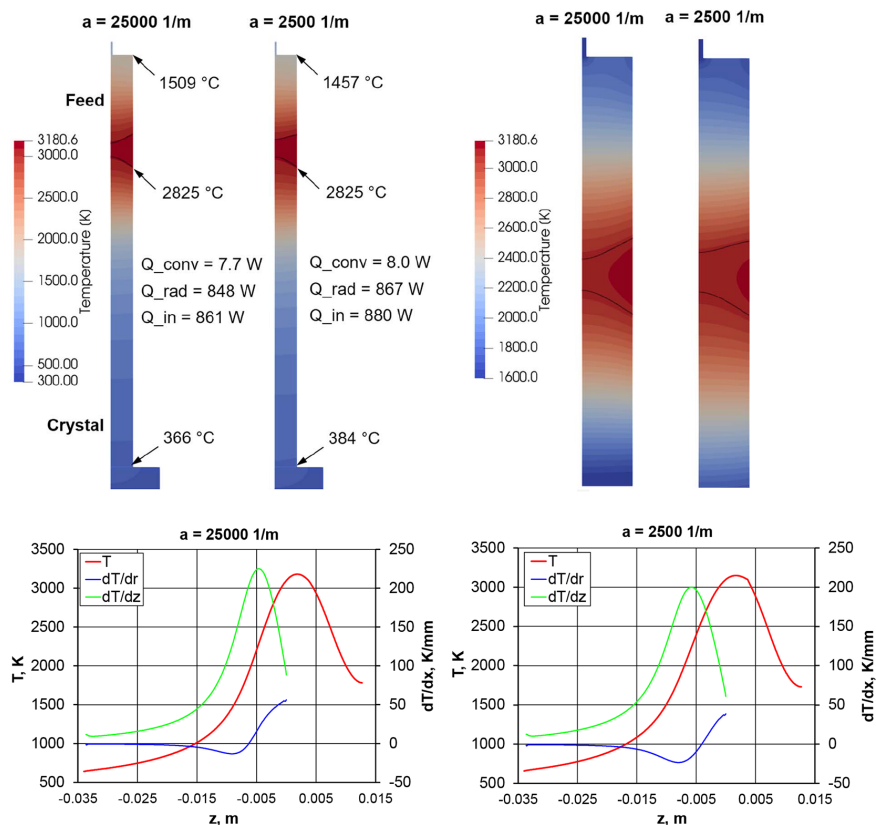 a = 25000 1/m
a = 2500 1/m
1509 °C
1457 °C
Feed
3180.6
3000.0
2500.0
2000.0
1000.0
500.00
300.00
Temperature (K)
2825 °C
2825 °C
Q_conv = 7.7 W
Q_rad = 848 W
Q_in = 861 W
Q_conv = 8.0 W
Q_rad = 867 W
Q_in = 880 W
Crystal
366 °C
384 °C
a = 25000 1/m
a = 2500 1/m
3180.6
3000.0
2800.0
2600.0
2400.0
2200.0
2000.0
1800.0
1600.0
Temperature (K)
a = 25000 1/m
T
dT/dr
dT/dz
T, K
3500
3000
2500
2000
1500
1000
500
250
200
150
100
50
0
-50
dT/dx, K/mm
-0.035
-0.025
-0.015
-0.005
0.005
0.015
z, m
a = 2500 1/m
T
dT/dr
dT/dz
T, K
3500
3000
2500
2000
1500
1000
500
250
200
150
100
50
0
-50
dT/dx, K/mm
-0.035
-0.025
-0.015
-0.005
0.005
0.015
z, m